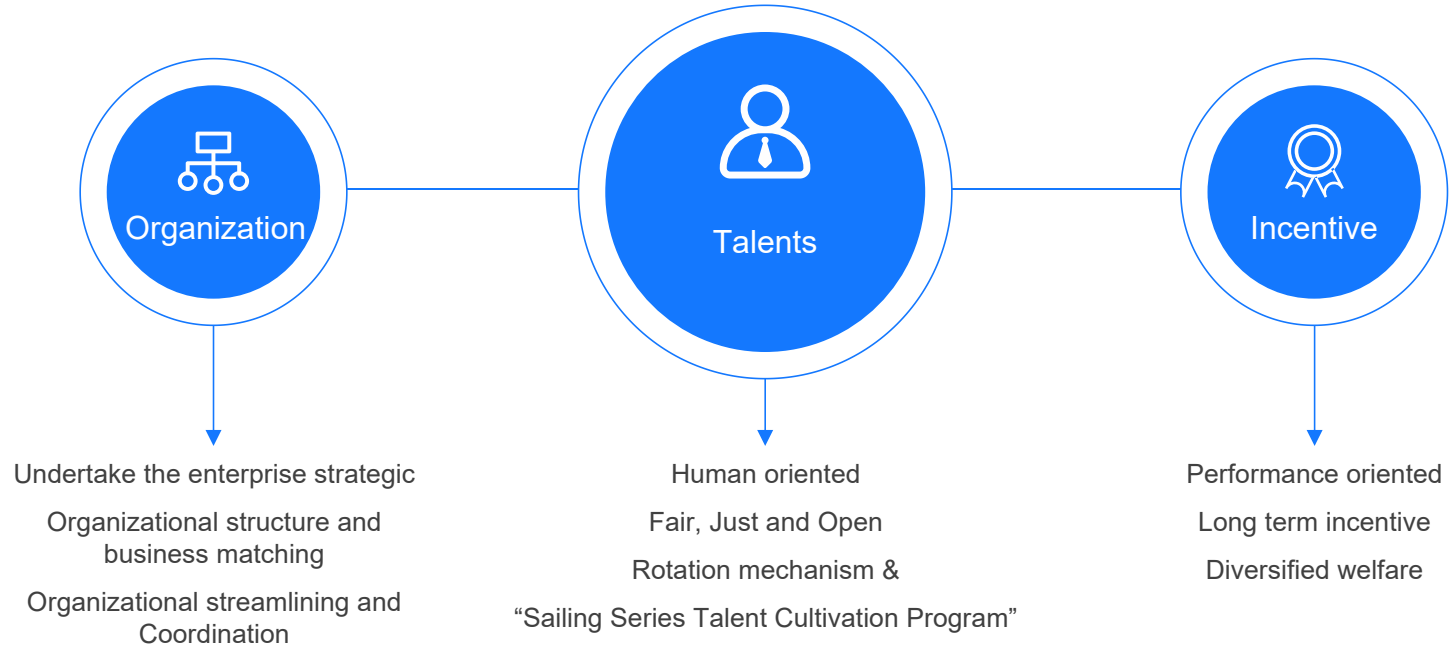 Organization
Talents
Incentive
Undertake the enterprise strategic
Organizational structure and
business matching
Organizational streamlining and
Coordination
Human oriented
Fair, Just and Open
Rotation mechanism &
“Sailing Series Talent Cultivation Program”
Performance oriented
Long term incentive
Diversified welfare